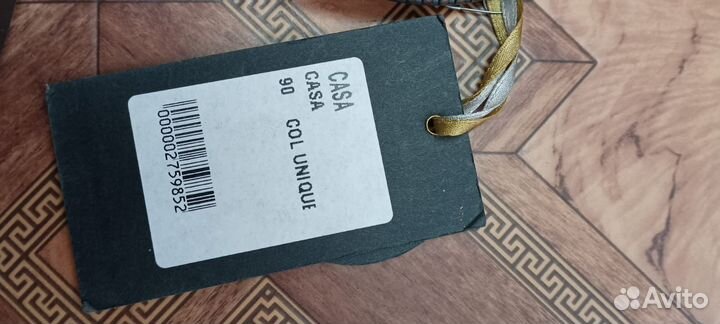 CASA
CASA
90 COL UNIQUE
000002759852
Avito